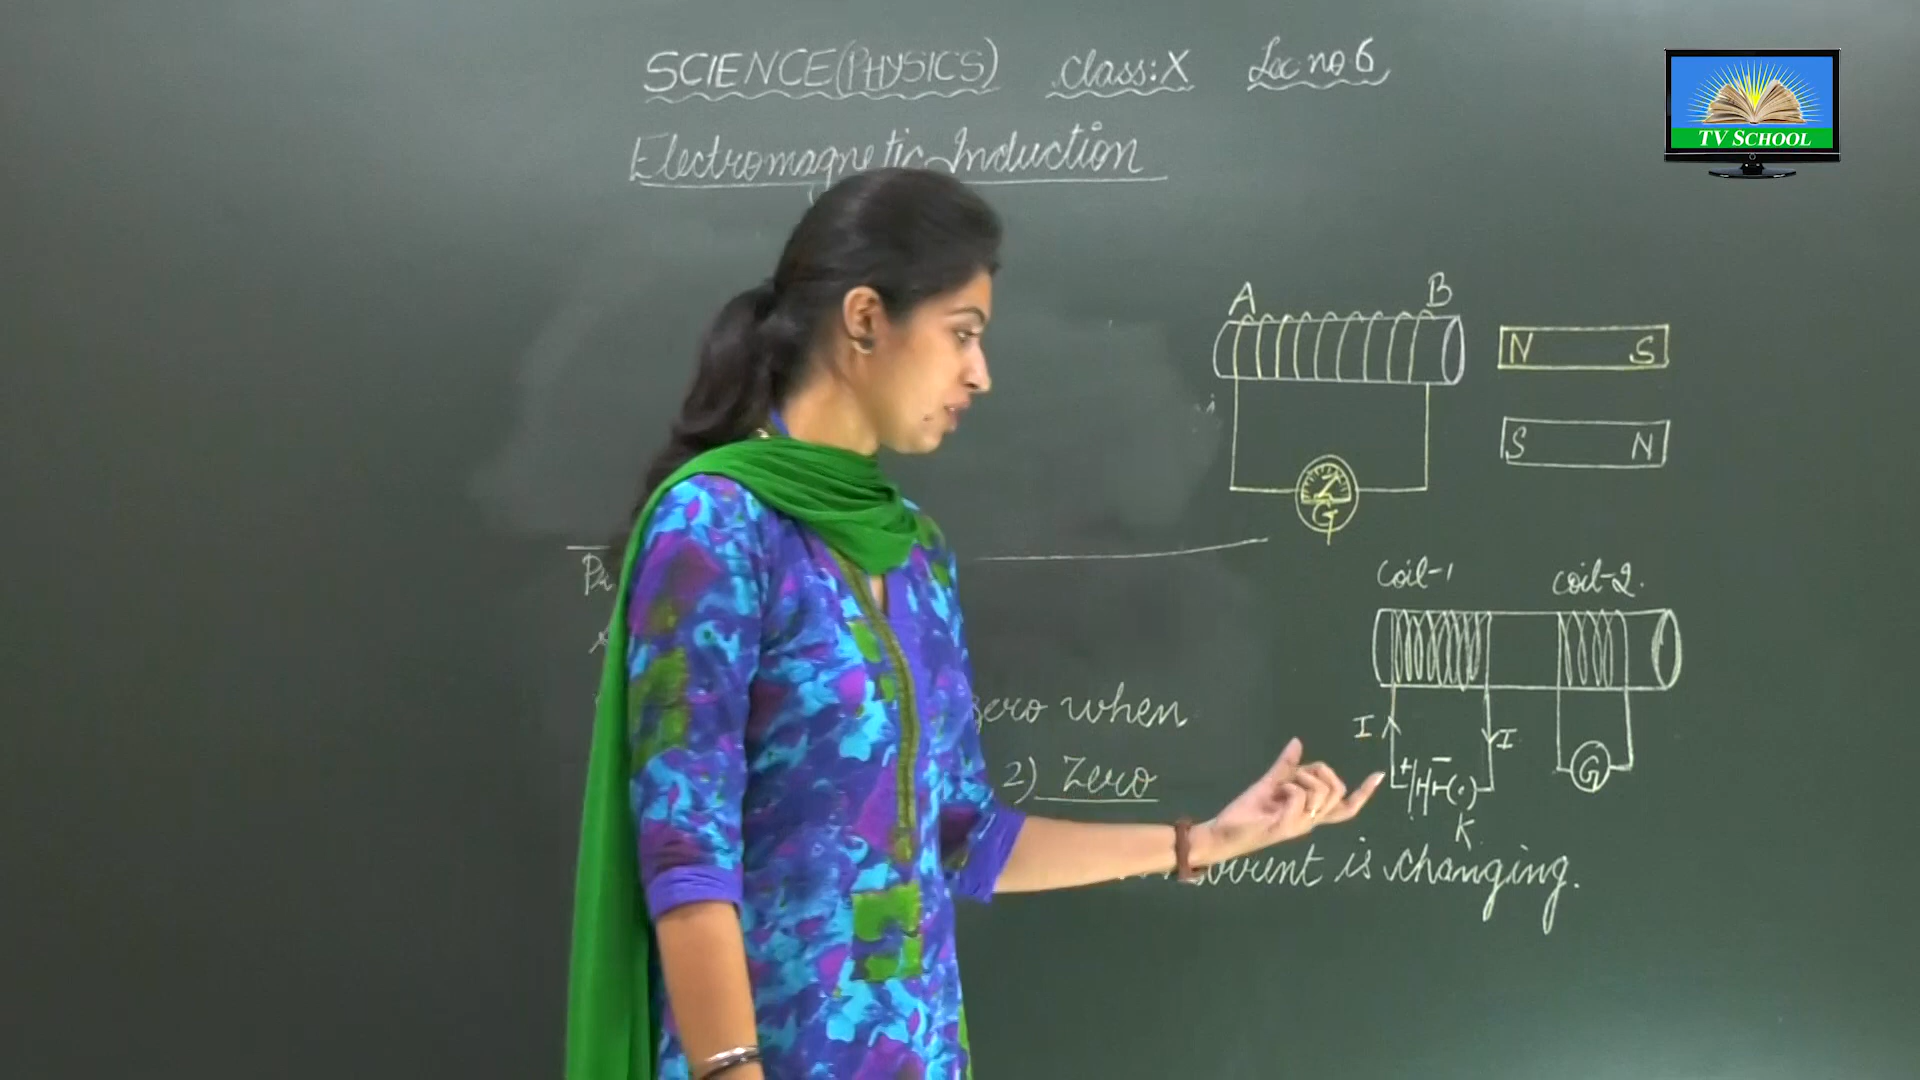 SCIENCE(PHYSICS) class:X Lec no 6
TV SCHOOL
Electromagnetic Induction
A B
N S
S N
G
coil-1 coil-2.
zero when
I I
+ -
G
2) Zero
K
is changing.